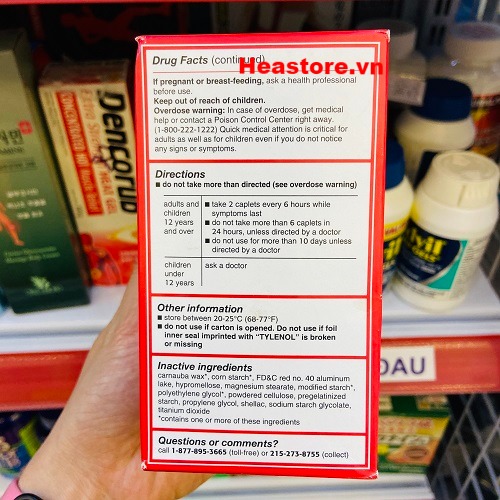 Drug Facts (continued)
Heastore.vn
If pregnant or breast-feeding, ask a health professional
before use.
Keep out of reach of children.
Overdose warning: In case of overdose, get medical
help or contact a Poison Control Center right away.
(1-800-222-1222) Quick medical attention is critical for
adults as well as for children even if you do not notice
any signs or symptoms.
Directions
■ do not take more than directed (see overdose warning)
adults and
children
12 years
and over
■ take 2 caplets every 6 hours while
symptoms last
■ do not take more than 6 caplets in
24 hours, unless directed by a doctor
■ do not use for more than 10 days unless
directed by a doctor
children
under
12 years
ask a doctor
Other information
■ store between 20-25°C (68-77°F)
■ do not use if carton is opened. Do not use if foil
inner seal imprinted with "TYLENOL" is broken
or missing
Inactive ingredients
carnauba wax*, corn starch*, FD&C red no. 40 aluminum
lake, hypromellose, magnesium stearate, modified starch*,
polyethylene glycol*, powdered cellulose, pregelatinized
starch, propylene glycol, shellac, sodium starch glycolate,
titanium dioxide
*contains one or more of these ingredients
Questions or comments?
call 1-877-895-3665 (toll-free) or 215-273-8755 (collect)
Dencorub
DAU